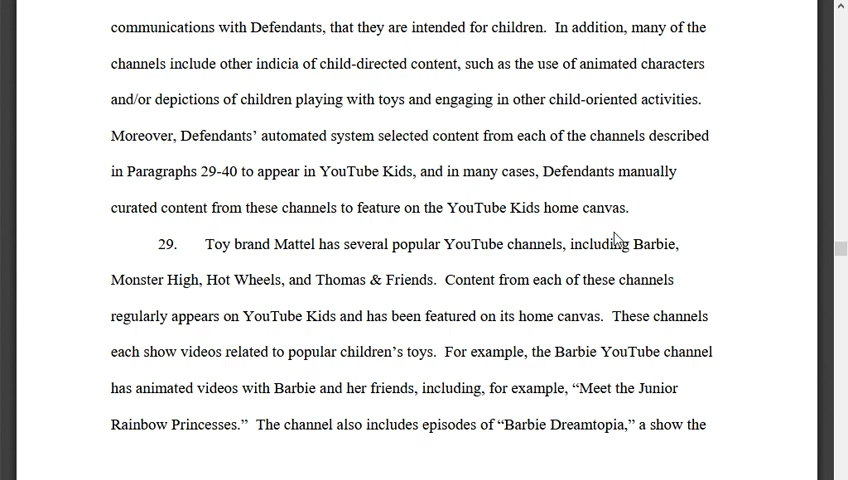 communications with Defendants, that they are intended for children.  In addition, many of the
channels include other indicia of child-directed content, such as the use of animated characters
and/or depictions of children playing with toys and engaging in other child-oriented activities.
Moreover, Defendants’ automated system selected content from each of the channels described
in Paragraphs 29-40 to appear in YouTube Kids, and in many cases, Defendants manually
curated content from these channels to feature on the YouTube Kids home canvas.
29. Toy brand Mattel has several popular YouTube channels, including Barbie,
Monster High, Hot Wheels, and Thomas & Friends.  Content from each of these channels
regularly appears on YouTube Kids and has been featured on its home canvas.  These channels
each show videos related to popular children’s toys.  For example, the Barbie YouTube channel
has animated videos with Barbie and her friends, including, for example, “Meet the Junior
Rainbow Princesses.”  The channel also includes episodes of “Barbie Dreamtopia,” a show the